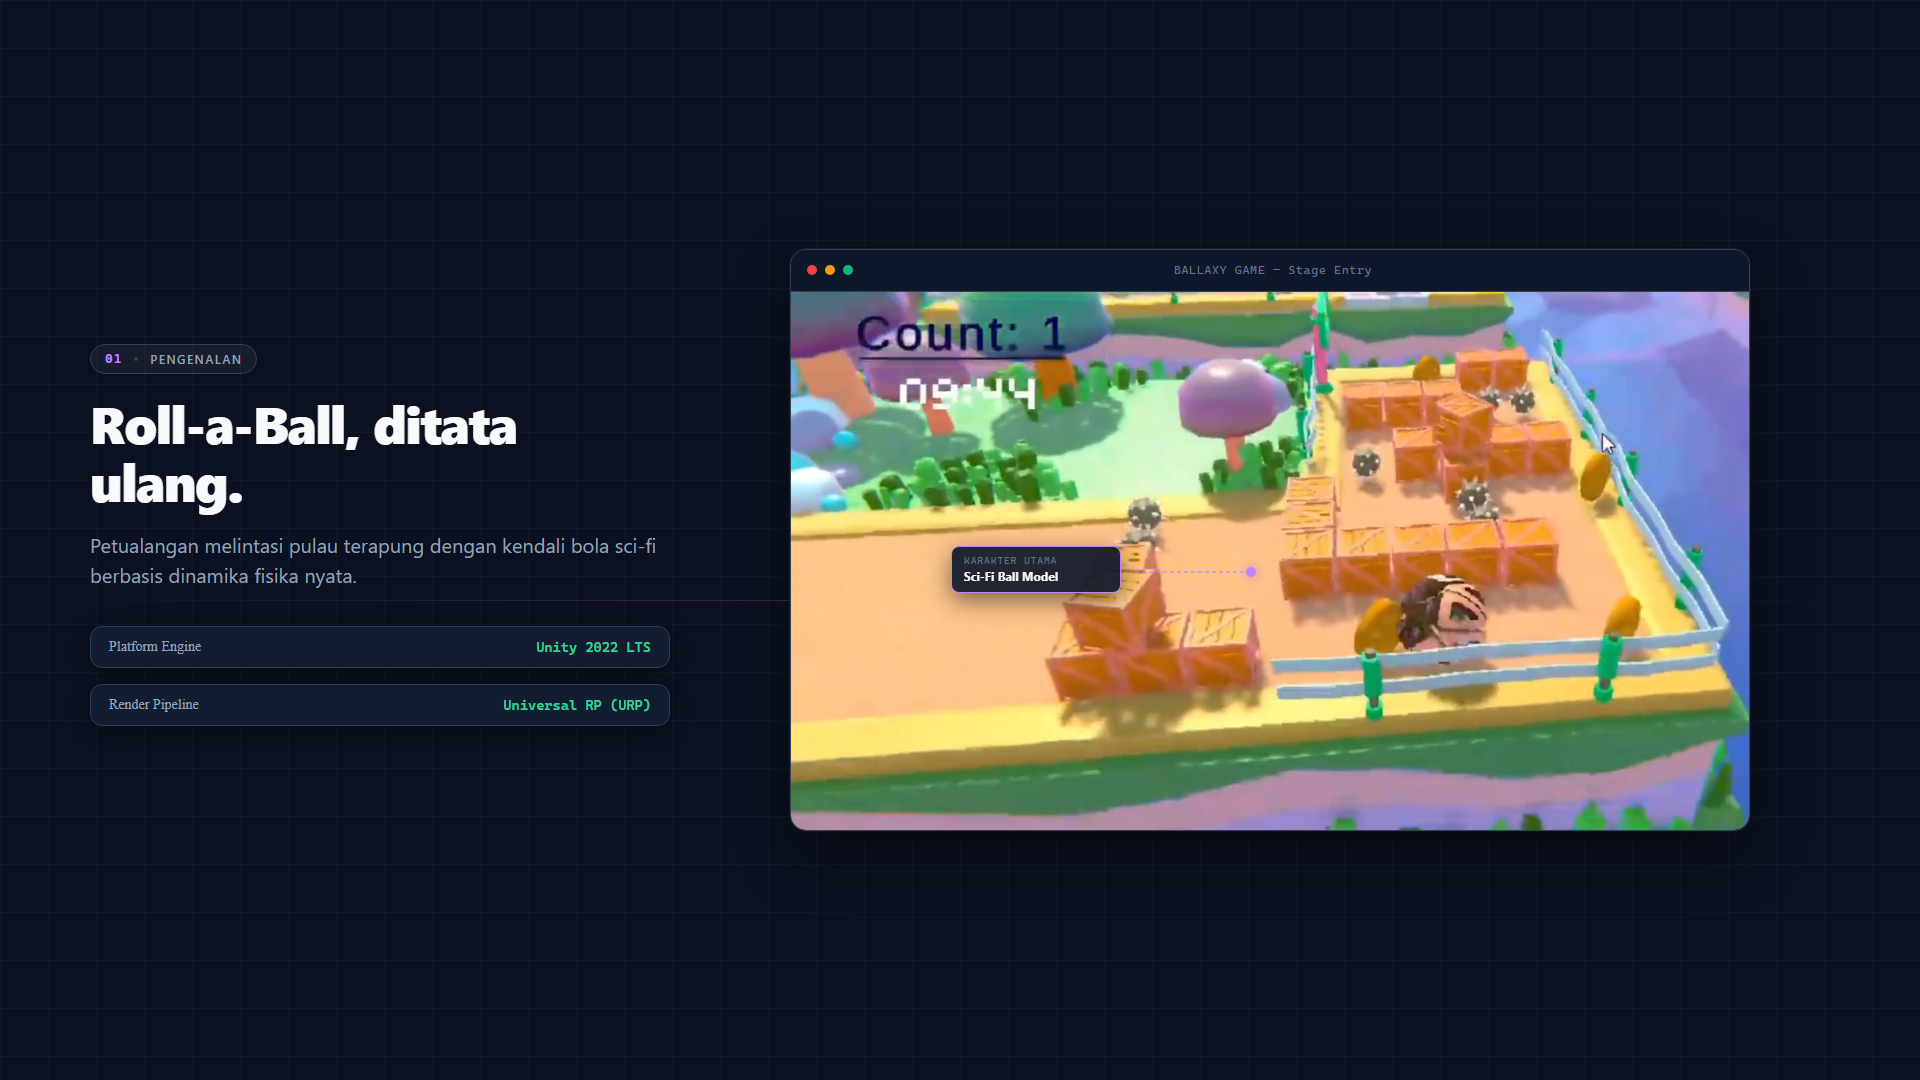 01 • PENGENALAN
Roll-a-Ball, ditata
ulang.
Petualangan melintasi pulau terapung dengan kendali bola sci-fi
berbasis dinamika fisika nyata.
Platform Engine Unity 2022 LTS
Render Pipeline Universal RP (URP)
BALLAXY GAME — Stage Entry
Count: 1
09:44
KARAKTER UTAMA
Sci-Fi Ball Model